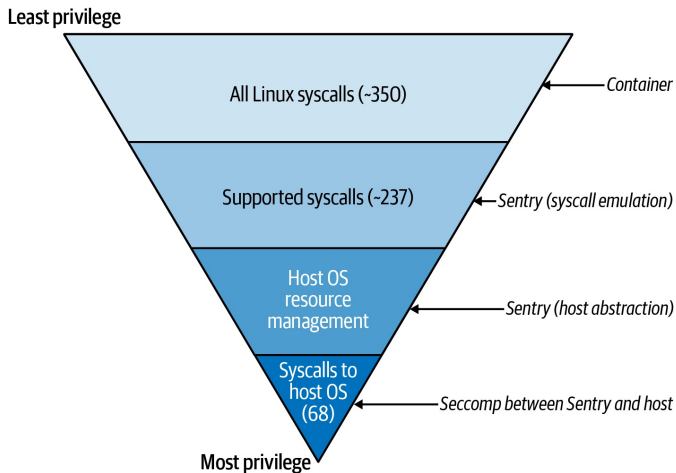 Least privilege
All Linux syscalls (~350)
Container
Supported syscalls (~237)
Sentry (syscall emulation)
Host OS
resource
management
Sentry (host abstraction)
Syscalls to
host OS
(68)
Seccomp between Sentry and host
Most privilege